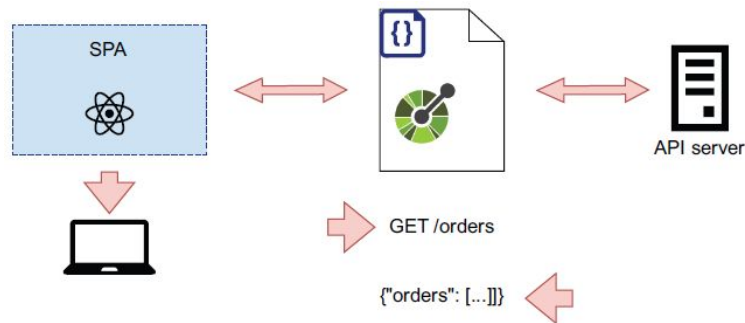 SPA
{}
API server
GET /orders
{"orders": [...]]}